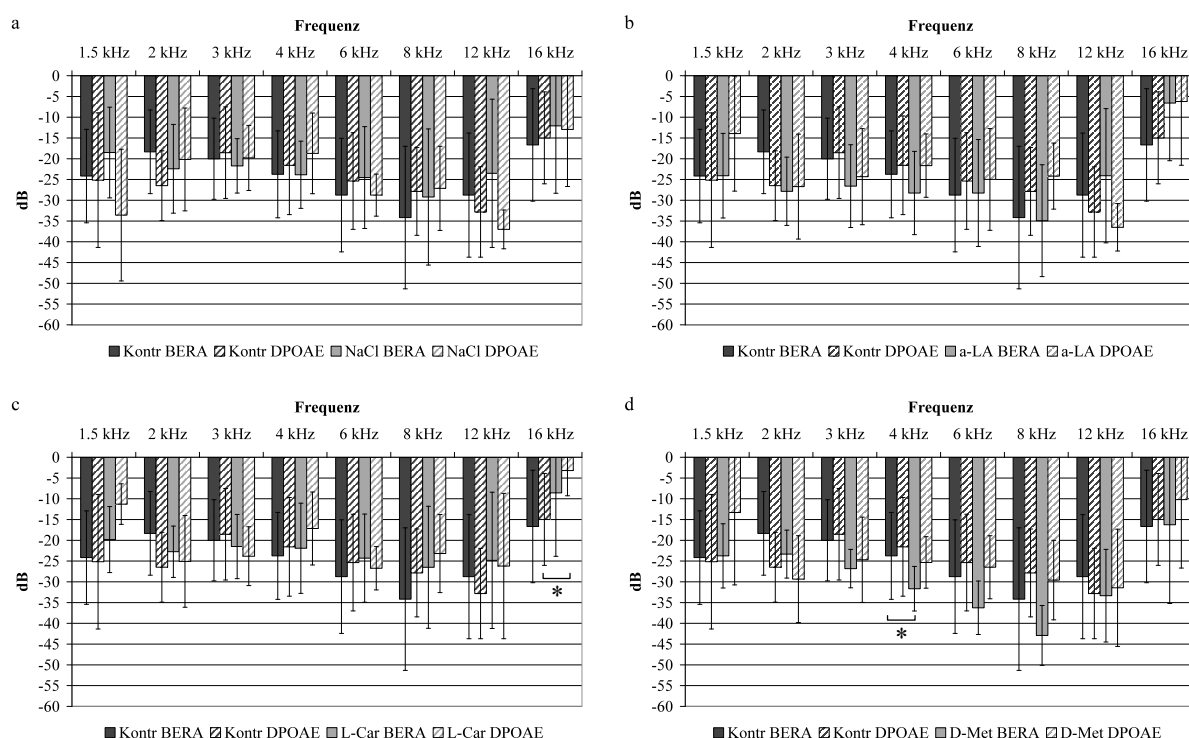 a
Frequenz
1.5 kHz 2 kHz 3 kHz 4 kHz 6 kHz 8 kHz 12 kHz 16 kHz
dB
0
-5
-10
-15
-20
-25
-30
-35
-40
-45
-50
-55
-60
Kontr BERA Kontr DPOAE NaCl BERA NaCl DPOAE
b
Frequenz
1.5 kHz 2 kHz 3 kHz 4 kHz 6 kHz 8 kHz 12 kHz 16 kHz
dB
0
-5
-10
-15
-20
-25
-30
-35
-40
-45
-50
-55
-60
Kontr BERA Kontr DPOAE a-LA BERA a-LA DPOAE
c
Frequenz
1.5 kHz 2 kHz 3 kHz 4 kHz 6 kHz 8 kHz 12 kHz 16 kHz
dB
0
-5
-10
-15
-20
-25
-30
-35
-40
-45
-50
-55
-60
*
Kontr BERA Kontr DPOAE L-Car BERA L-Car DPOAE
d
Frequenz
1.5 kHz 2 kHz 3 kHz 4 kHz 6 kHz 8 kHz 12 kHz 16 kHz
dB
0
-5
-10
-15
-20
-25
-30
-35
-40
-45
-50
-55
-60
*
Kontr BERA Kontr DPOAE D-Met BERA D-Met DPOAE